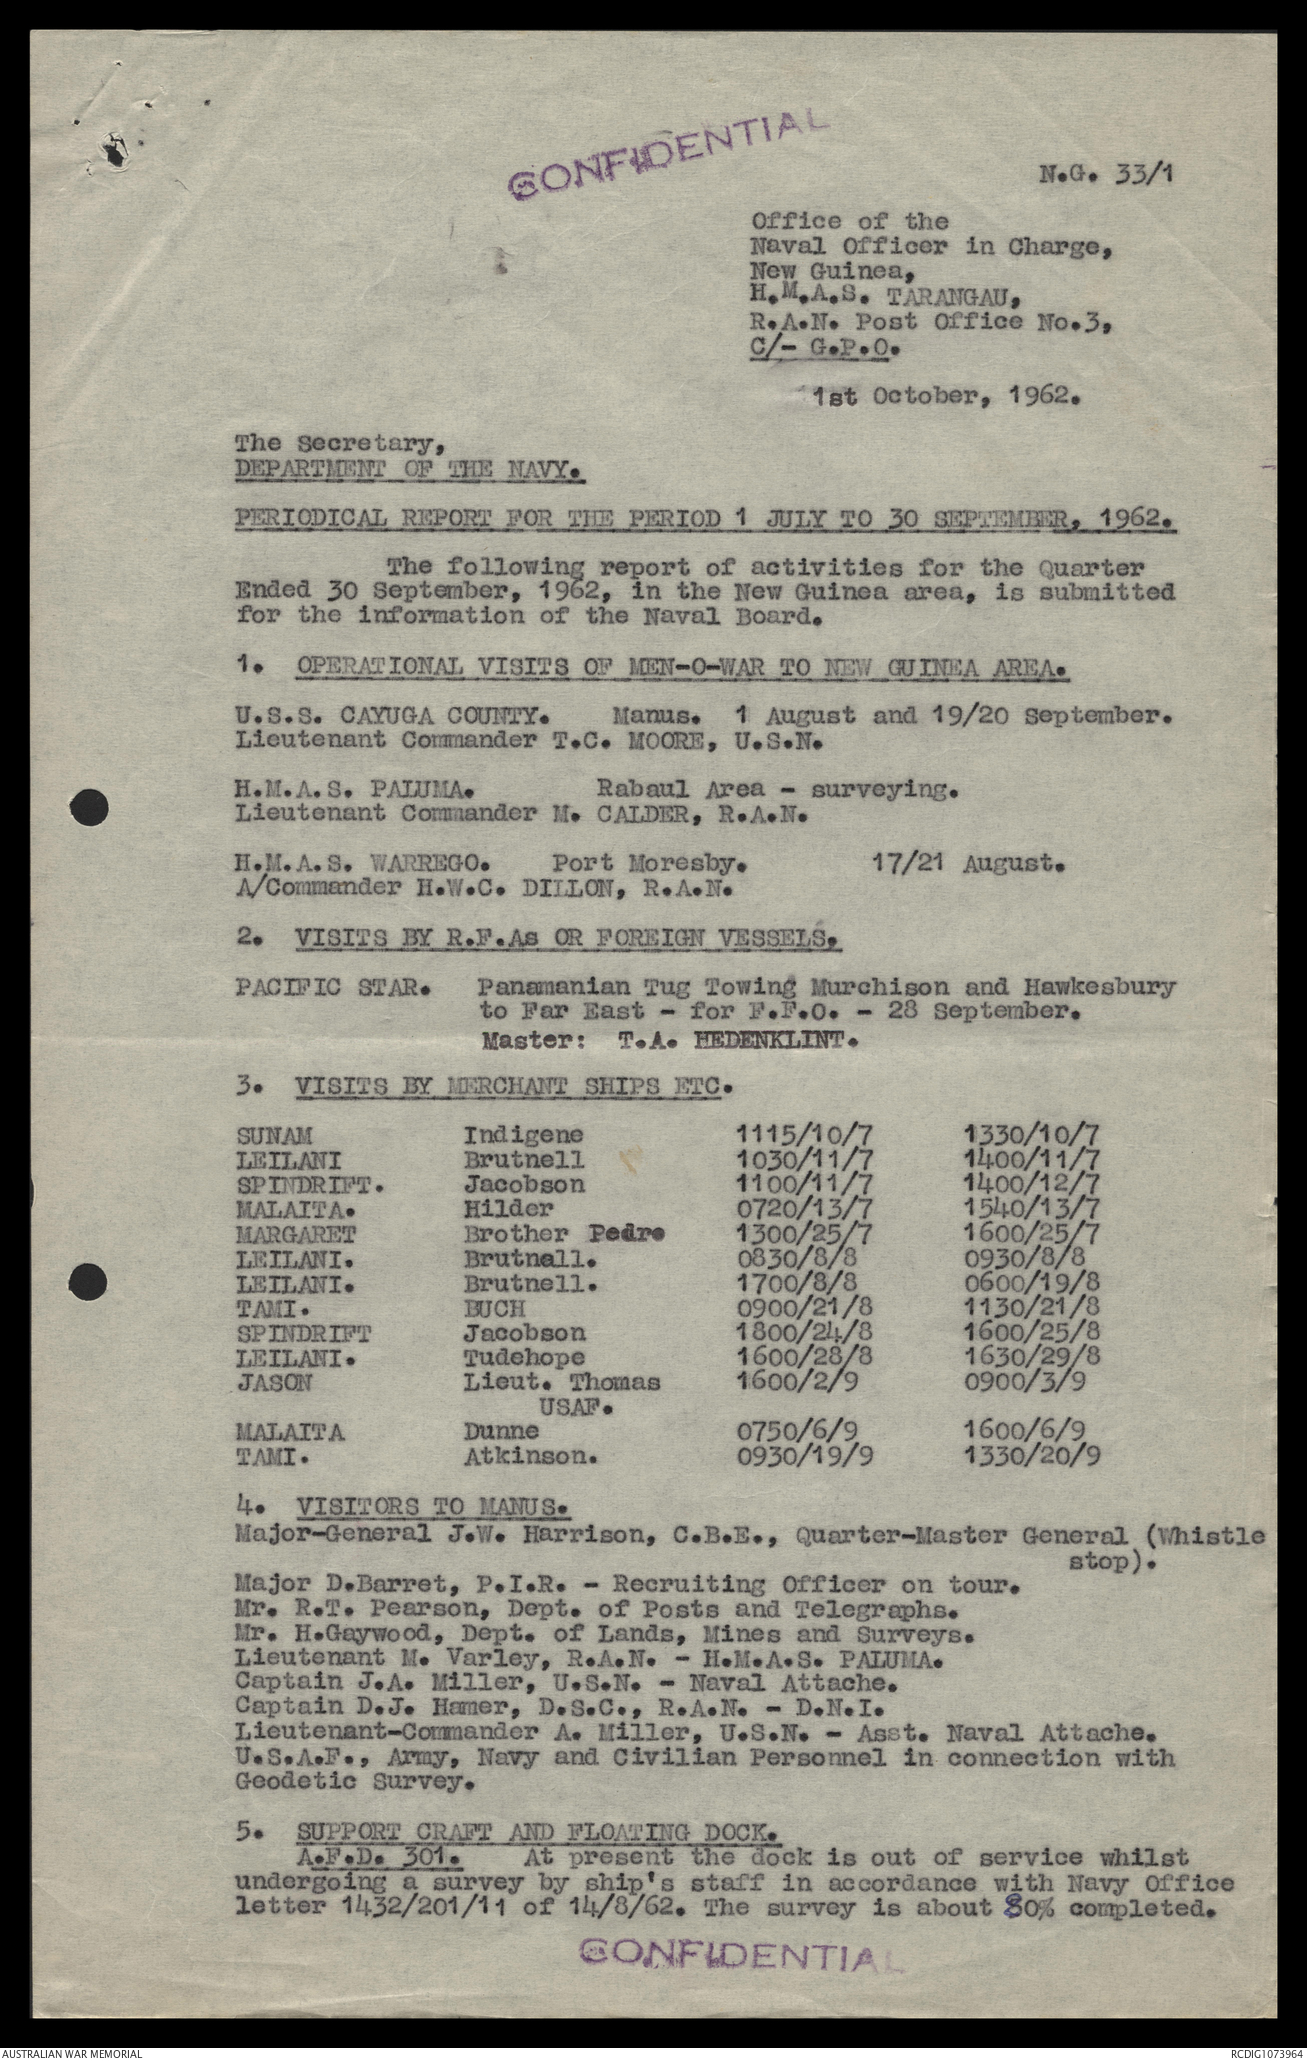 CONFIDENTIAL
N.G. 33/1
Office of the
Naval Officer in Charge,
New Guinea,
H.M.A.S. TARANGAU,
R.A.N. Post Office No.3,
C/- G.P.O.
1st October, 1962.
The Secretary,
DEPARTMENT OF THE NAVY.
PERIODICAL REPORT FOR THE PERIOD 1 JULY TO 30 SEPTEMBER, 1962.
The following report of activities for the Quarter
Ended 30 September, 1962, in the New Guinea area, is submitted
for the information of the Naval Board.
1. OPERATIONAL VISITS OF MEN-O-WAR TO NEW GUINEA AREA.
U.S.S. CAYUGA COUNTY. Manus. 1 August and 19/20 September.
Lieutenant Commander T.C. MOORE, U.S.N.
H.M.A.S. PALUMA. Rabaul Area - surveying.
Lieutenant Commander M. CALDER, R.A.N.
H.M.A.S. WARREGO. Port Moresby. 17/21 August.
A/Commander H.W.C. DILLON, R.A.N.
2. VISITS BY R.F.As OR FOREIGN VESSELS.
PACIFIC STAR. Panamanian Tug Towing Murchison and Hawkesbury
to Far East - for F.F.O. - 28 September.
Master: T.A. HEDENKLINT.
3. VISITS BY MERCHANT SHIPS ETC.
SUNAM Indigene 1115/10/7 1330/10/7
LEILANI Brutnell 1030/11/7 1400/11/7
SPINDRIFT. Jacobson 1100/11/7 1400/12/7
MALAITA. Hilder 0720/13/7 1540/13/7
MARGARET Brother Pedro 1300/25/7 1600/25/7
LEILANI. Brutnall. 0830/8/8 0930/8/8
LEILANI. Brutnell. 1700/8/8 0600/19/8
TAMI. BUCH 0900/21/8 1130/21/8
SPINDRIFT Jacobson 1800/24/8 1600/25/8
LEILANI. Tudehope 1600/28/8 1630/29/8
JASON Lieut. Thomas 1600/2/9 0900/3/9
USAF.
MALAITA Dunne 0750/6/9 1600/6/9
TAMI. Atkinson. 0930/19/9 1330/20/9
4. VISITORS TO MANUS.
Major-General J.W. Harrison, C.B.E., Quarter-Master General (Whistle
stop).
Major D.Barret, P.I.R. - Recruiting Officer on tour.
Mr. R.T. Pearson, Dept. of Posts and Telegraphs.
Mr. H.Gaywood, Dept. of Lands, Mines and Surveys.
Lieutenant M. Varley, R.A.N. - H.M.A.S. PALUMA.
Captain J.A. Miller, U.S.N. - Naval Attache.
Captain D.J. Hamer, D.S.C., R.A.N. - D.N.I.
Lieutenant-Commander A. Miller, U.S.N. - Asst. Naval Attache.
U.S.A.F., Army, Navy and Civilian Personnel in connection with
Geodetic Survey.
5. SUPPORT CRAFT AND FLOATING DOCK.
A.F.D. 301. At present the dock is out of service whilst
undergoing a survey by ship's staff in accordance with Navy Office
letter 1432/201/11 of 14/8/62. The survey is about 80% completed.
CONFIDENTIAL
AUSTRALIAN WAR MEMORIAL
RCDIG1073964